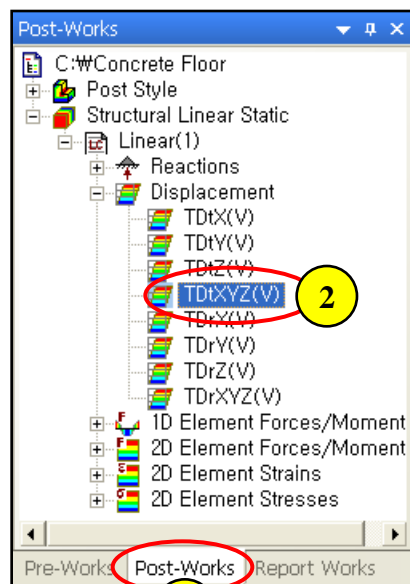 Post-Works
C:₩Concrete Floor
Post Style
Structural Linear Static
Linear(1)
Reactions
Displacement
TDtX(V)
TDtY(V)
TDtZ(V)
TDtXYZ(V) 2
TDrX(V)
TDrY(V)
TDrZ(V)
TDrXYZ(V)
1D Element Forces/Moment
2D Element Forces/Moment
2D Element Strains
2D Element Stresses
Pre-Works Post-Works Report Works